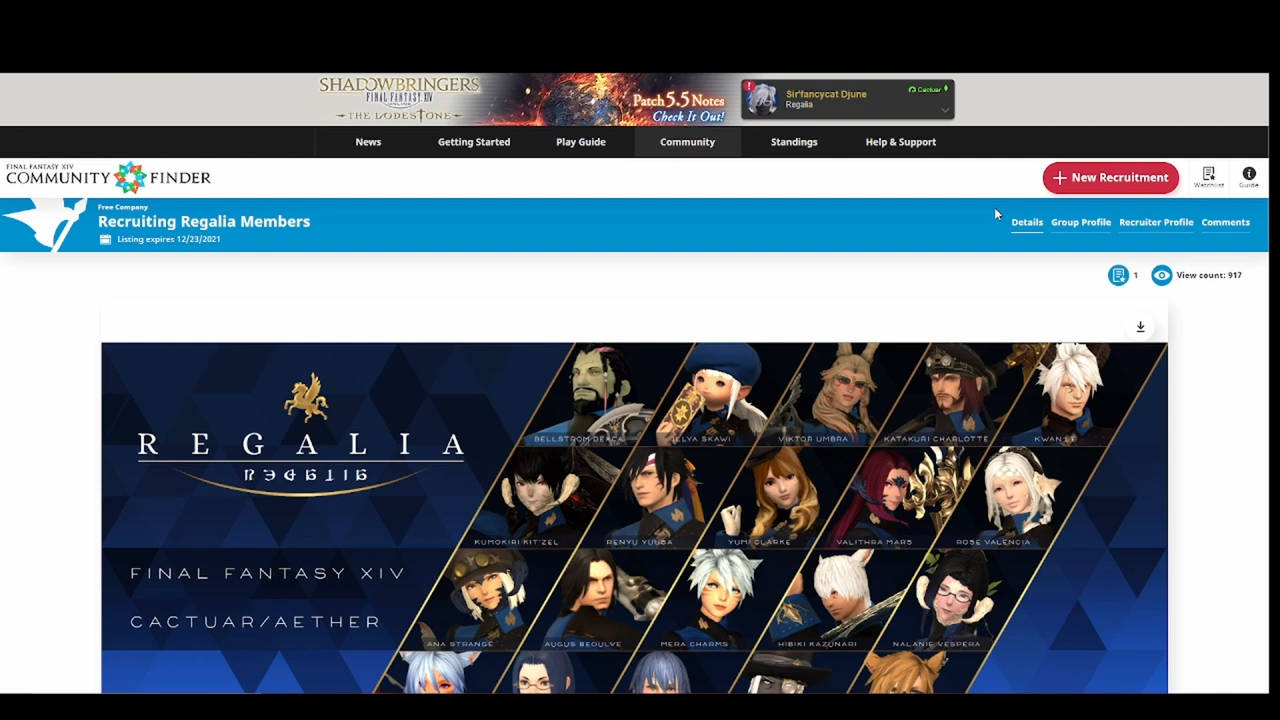 SHADOWBRINGERS
FINAL FANTASY XIV
THE LODESTONE
Patch 5.5 Notes
Check It Out!
Sir'fancycat Djune
Regalia
Cactuar
News
Getting Started
Play Guide
Community
Standings
Help & Support
FINAL FANTASY XIV
COMMUNITY FINDER
New Recruitment
Watchlist
Guide
Free Company
Recruiting Regalia Members
Listing expires 12/23/2021
Details
Group Profile
Recruiter Profile
Comments
1
View count: 917
REGALIA
FINAL FANTASY XIV
CACTUAR/AETHER
VIKTOR UMBRA
KATAKURI CHARLOTTE
KUMOKIRI KIT'ZEL
RENYU YUUSA
YUMI CLARKE
VALITHRA MARS
ROSE VALENCIA
ANA STRANGE
AUGUS BEOULVE
MERA CHARMS
HIBIKI KAZUNARI
NALANIE VESPERA